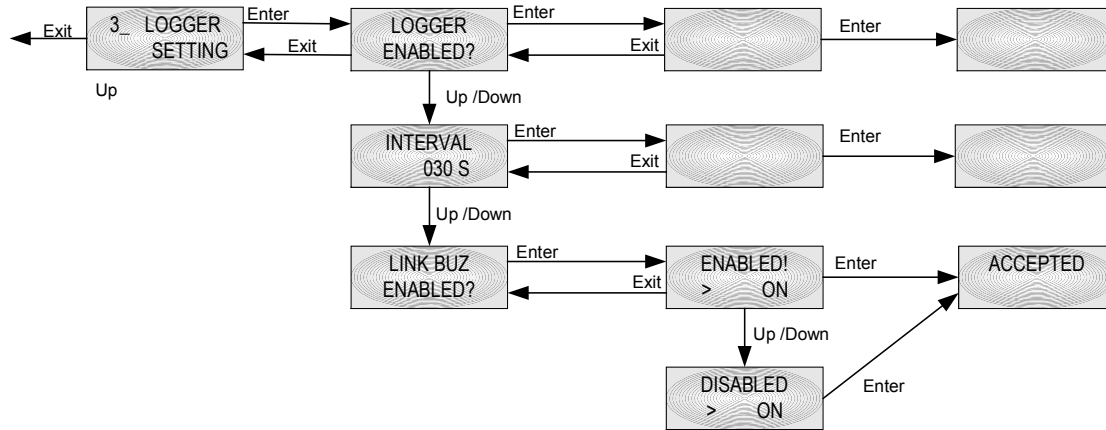 Exit
3_ LOGGER
SETTING
Up
Enter
Exit
LOGGER
ENABLED?
Enter
Exit
Enter
Up /Down
INTERVAL
030 S
Enter
Exit
Enter
Up /Down
LINK BUZ
ENABLED?
Enter
Exit
ENABLED!
> ON
Enter
ACCEPTED
Up /Down
DISABLED
> ON
Enter